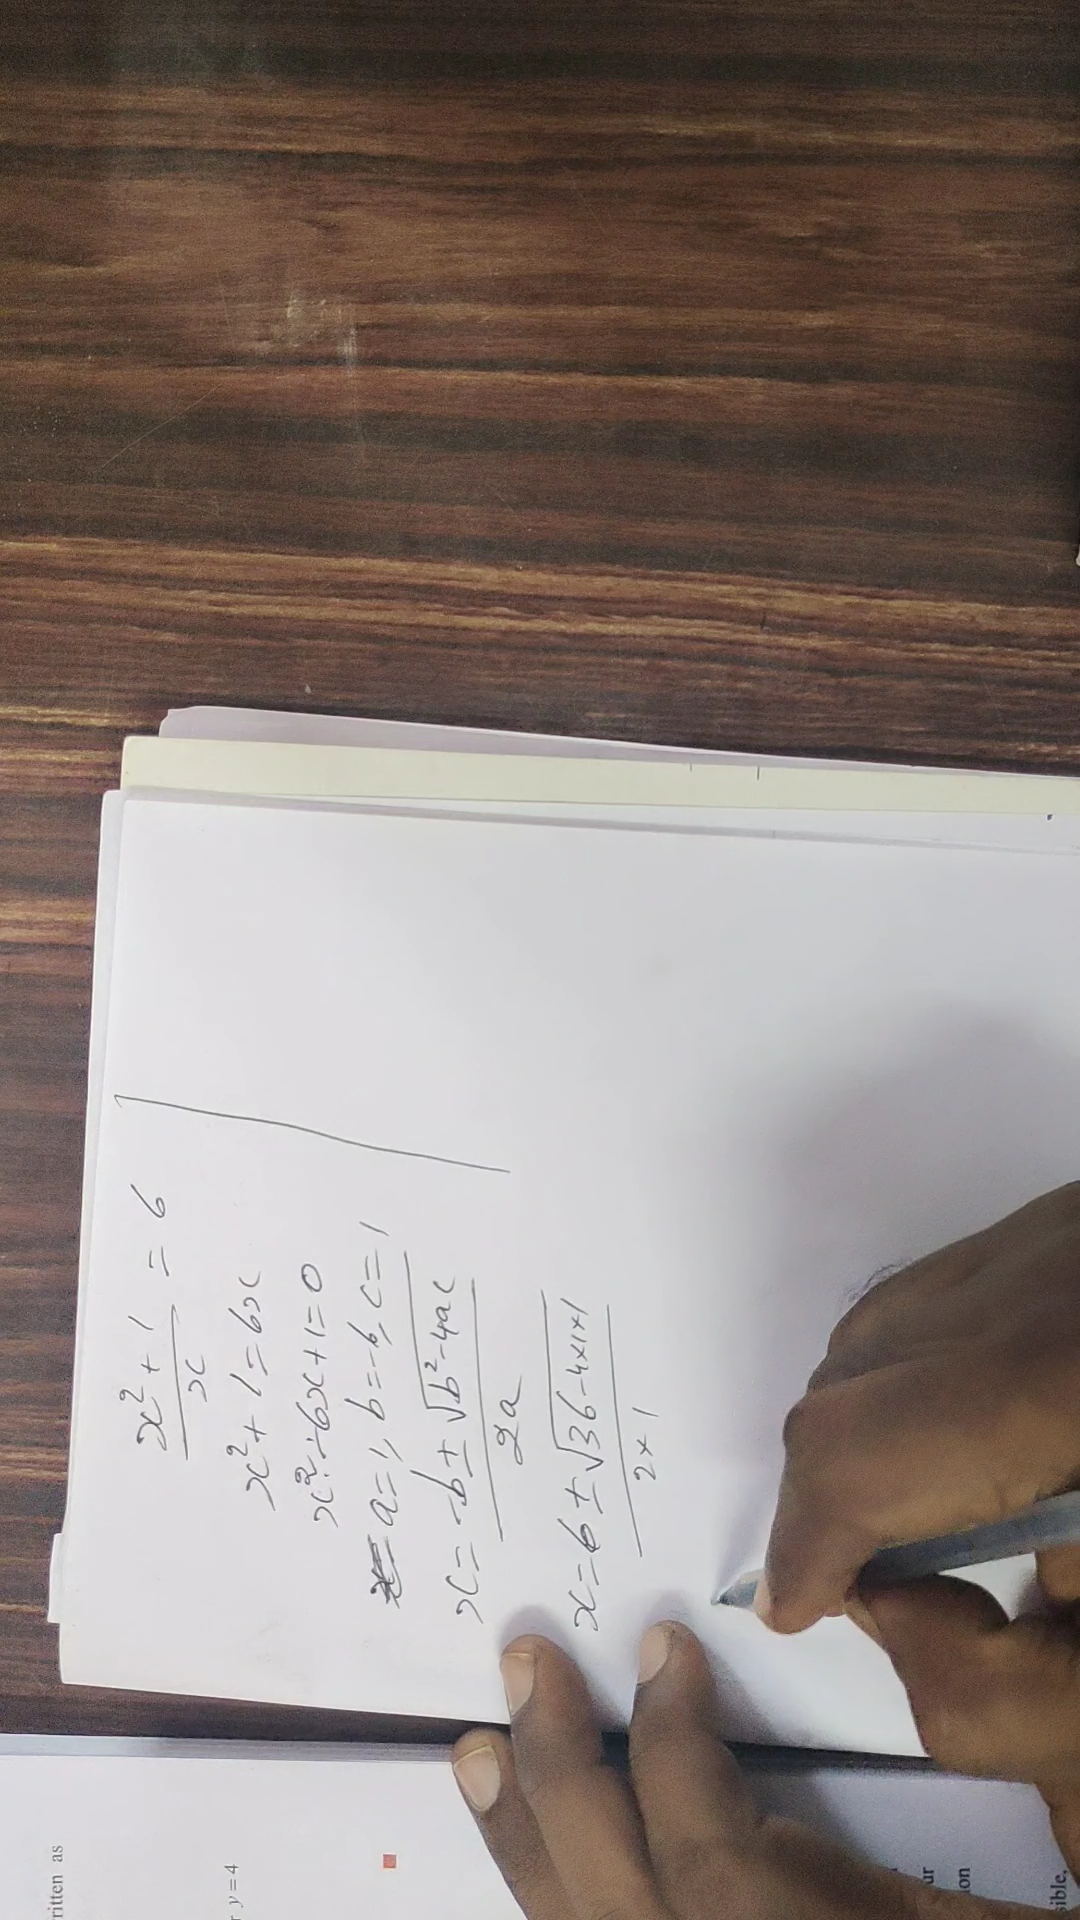 x² + 1 / x = 6
x² + 1 = 6x
x² - 6x + 1 = 0
a = 1, b = -6, c = 1
x = -b ± √b² - 4ac / 2a
x = 6 ± √36 - 4×1×1 / 2×1
ritten as
y = 4
ur
ion
sible,